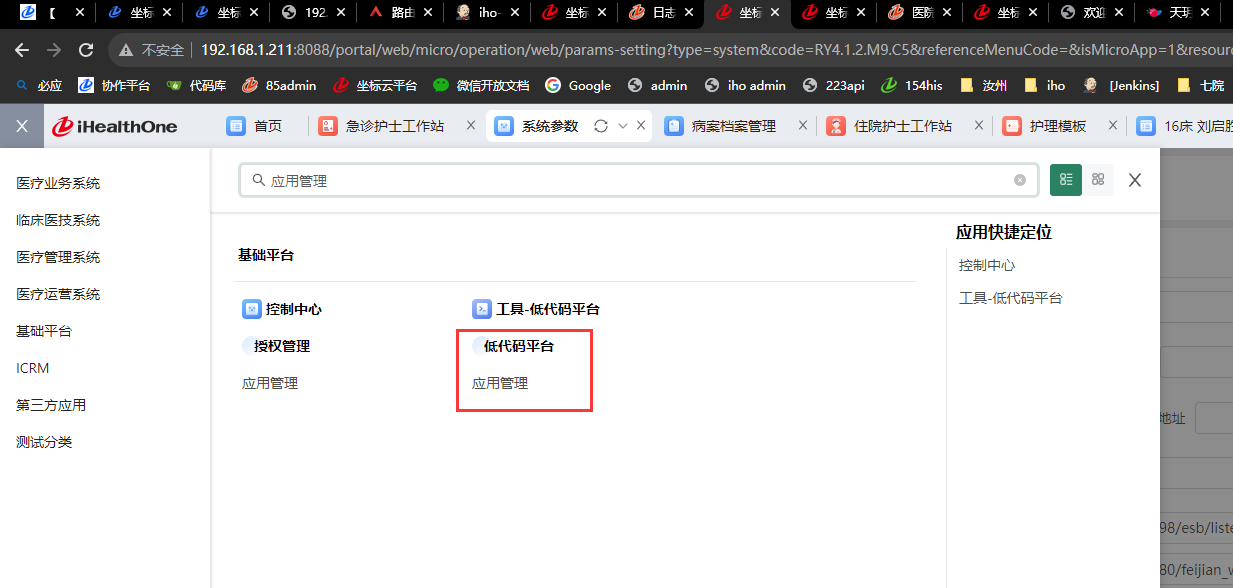 坐标 坐标 192. 路由 iho- 坐标 日志 坐标 坐标 医院 坐标 欢迎 天玥
不安全 192.168.1.211:8088/portal/web/micro/operation/web/params-setting?type=system&code=RY4.1.2.M9.C5&referenceMenuCode=&isMicroApp=1&resour
必应 协作平台 代码库 85admin 坐标云平台 微信开放文档 Google admin iho admin 223api 154his 汝州 iho [Jenkins] 七院
iHealthOne 首页 急诊护士工作站 系统参数 病案档案管理 住院护士工作站 护理模板 16床 刘启胜
应用管理
医疗业务系统
临床医技系统
医疗管理系统
医疗运营系统
基础平台
ICRM
第三方应用
测试分类
基础平台
控制中心 工具-低代码平台
授权管理 低代码平台
应用管理 应用管理
应用快捷定位
控制中心
工具-低代码平台
地址
98/esb/liste
80/feijian_w